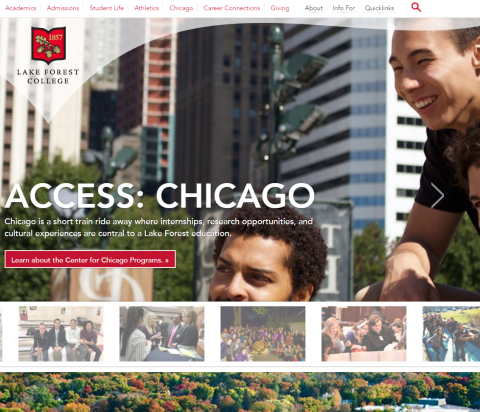 Academics Admissions Student Life Athletics Chicago Career Connections Giving About Info For Quicklinks
1857
LAKE FOREST
COLLEGE
ACCESS: CHICAGO
Chicago is a short train ride away where internships, research opportunities, and
cultural experiences are central to a Lake Forest education.
Learn about the Center for Chicago Programs. »